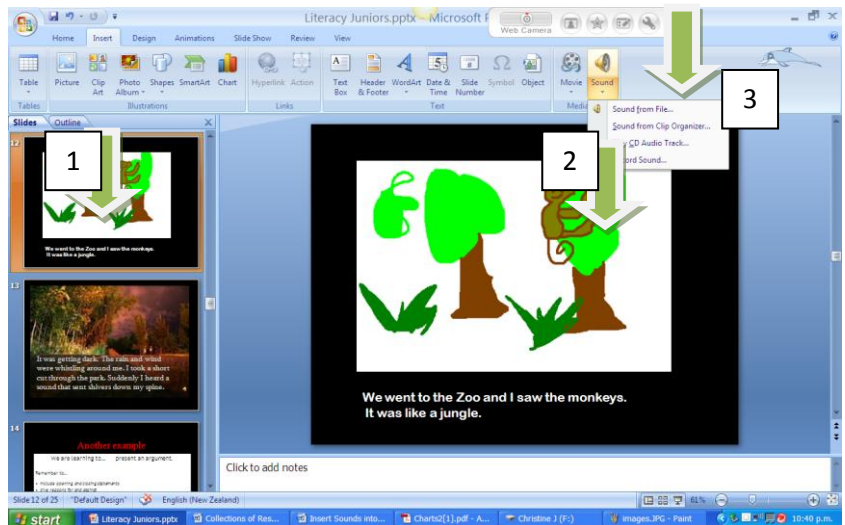 Literacy Juniors.pptx - Microsoft P
Web Camera
Home Insert Design Animations Slide Show Review View
Table Picture Clip Art Photo Album Shapes SmartArt Chart Hyperlink Action Text Box Header & Footer WordArt Date & Time Slide Number Symbol Object Movie Sound
Tables Illustrations Links Text Media
Sound from File...
Sound from Clip Organizer...
CD Audio Track...
Sound...
3
Slides Outline
12
1
We went to the Zoo and I saw the monkeys.
It was like a jungle.
13
It was getting dark. The rain and wind
were whistling around me. I took a short
cut through the park. Suddenly I heard a
sound that sent shivers down my spine.
14
Another example
we are learning to... present an argument.
Remember to...
2
We went to the Zoo and I saw the monkeys.
It was like a jungle.
Click to add notes
Slide 12 of 25 "Default Design" English (New Zealand) 61%
start Literacy Juniors.pptx Collections of Res... Insert Sounds into... Charts2[1].pdf - A... Christine J (F:) images.JPG - Paint 10:40 p.m.